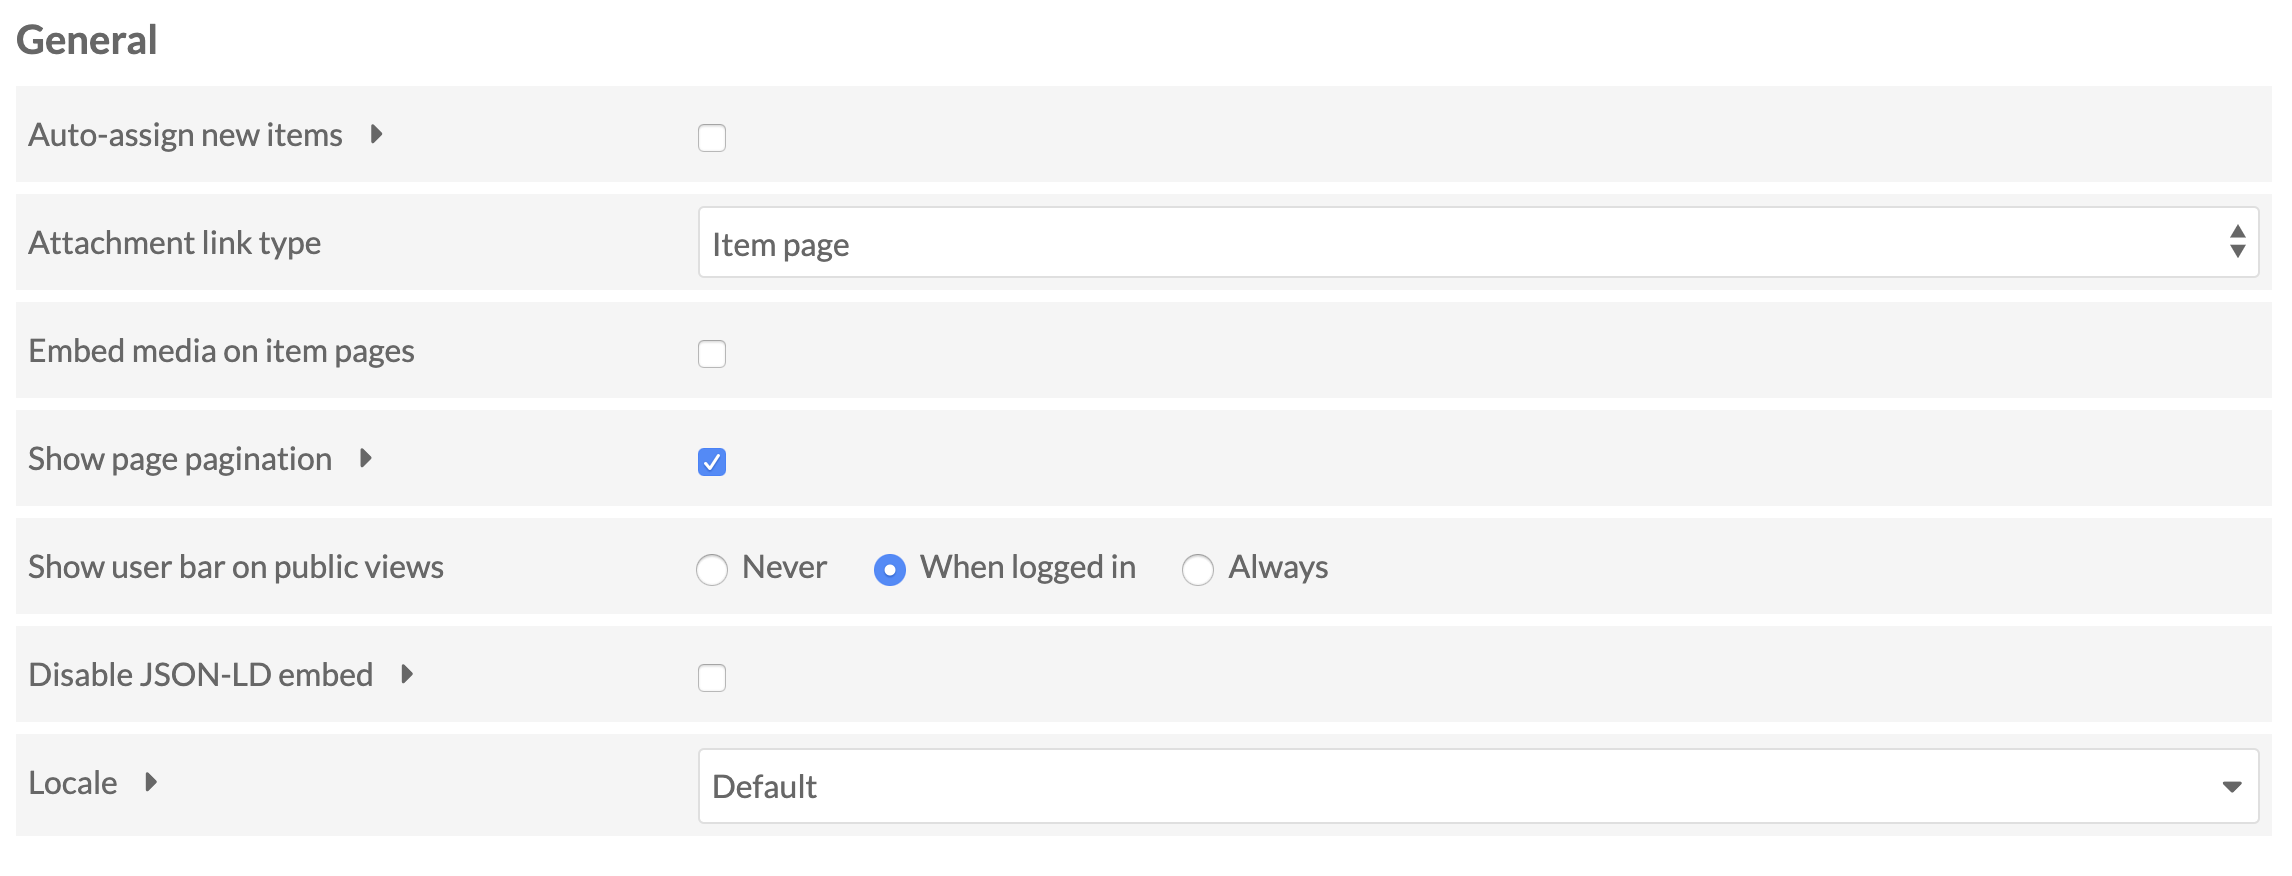 General
Auto-assign new items
Attachment link type
Item page
Embed media on item pages
Show page pagination
Show user bar on public views
Never When logged in Always
Disable JSON-LD embed
Locale
Default